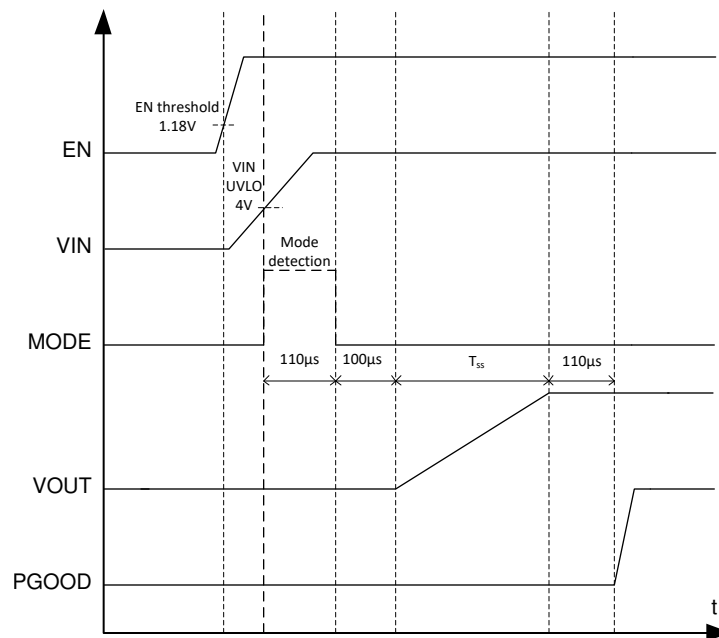 EN threshold
1.18V
EN
VIN
UVLO
4V
VIN
Mode
detection
MODE
110µs
100µs
Tss
110µs
VOUT
PGOOD
t